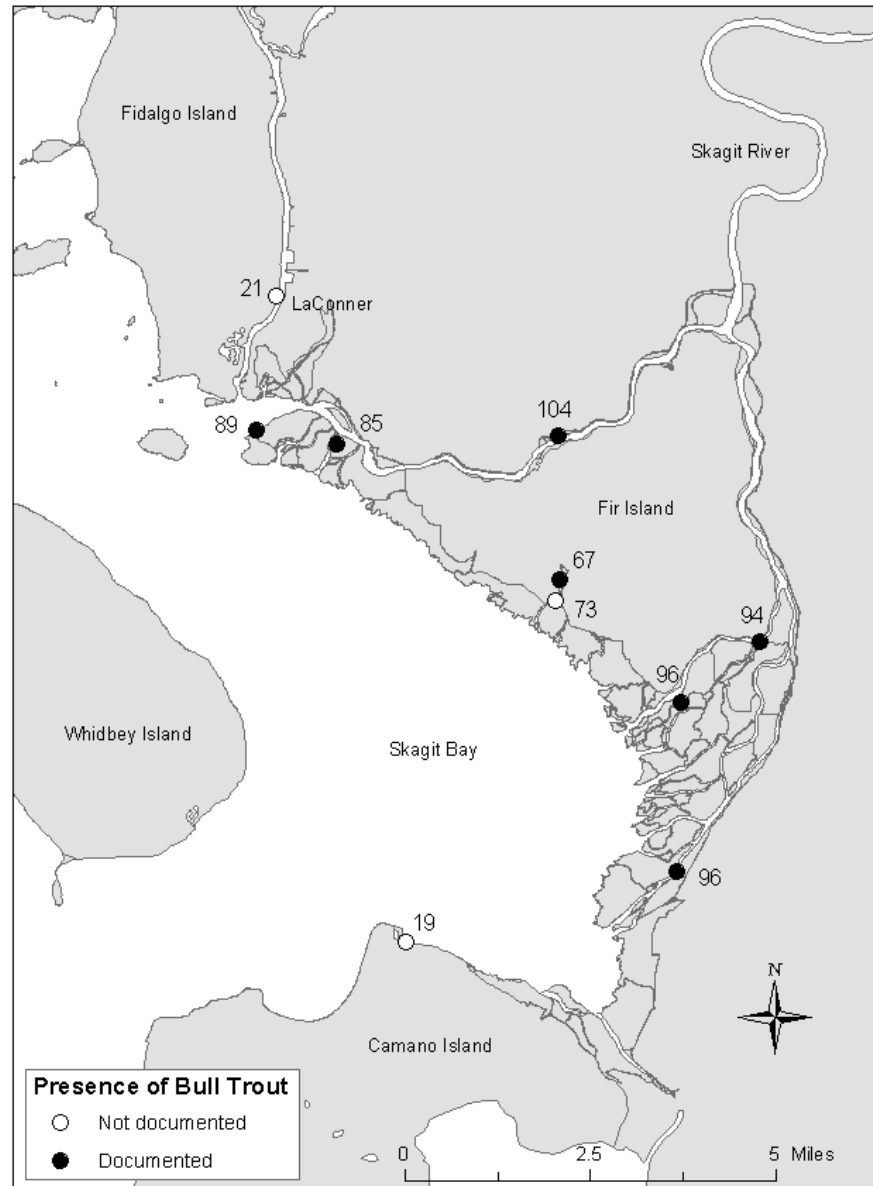 Fidalgo Island
Skagit River
21
LaConner
89
85
104
Fir Island
67
73
94
96
Whidbey Island
Skagit Bay
96
19
N
Camano Island
Presence of Bull Trout
Not documented
Documented
0 2.5 5 Miles